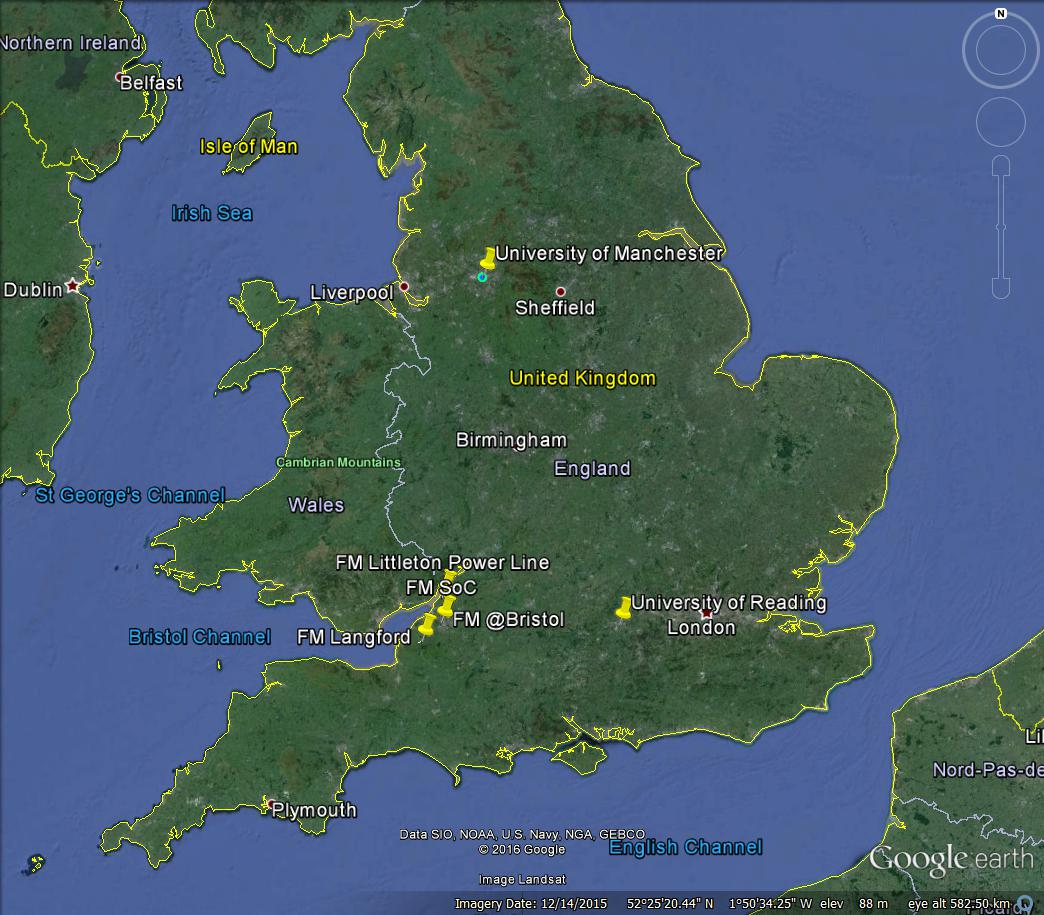 Northern Ireland
Belfast
Isle of Man
Irish Sea
University of Manchester
Dublin
Liverpool
Sheffield
United Kingdom
Birmingham
England
Cambrian Mountains
St George's Channel
Wales
FM Littleton Power Line
FM SoC
University of Reading
FM @Bristol
London
Bristol Channel
FM Langford
Nord-Pas-de
Plymouth
Data SIO, NOAA, U.S. Navy, NGA, GEBCO
© 2016 Google
English Channel
Google earth
Image Landsat
Imagery Date: 12/14/2015 52°25'20.44" N 1°50'34.25" W elev 88 m eye alt 582.50 km
N